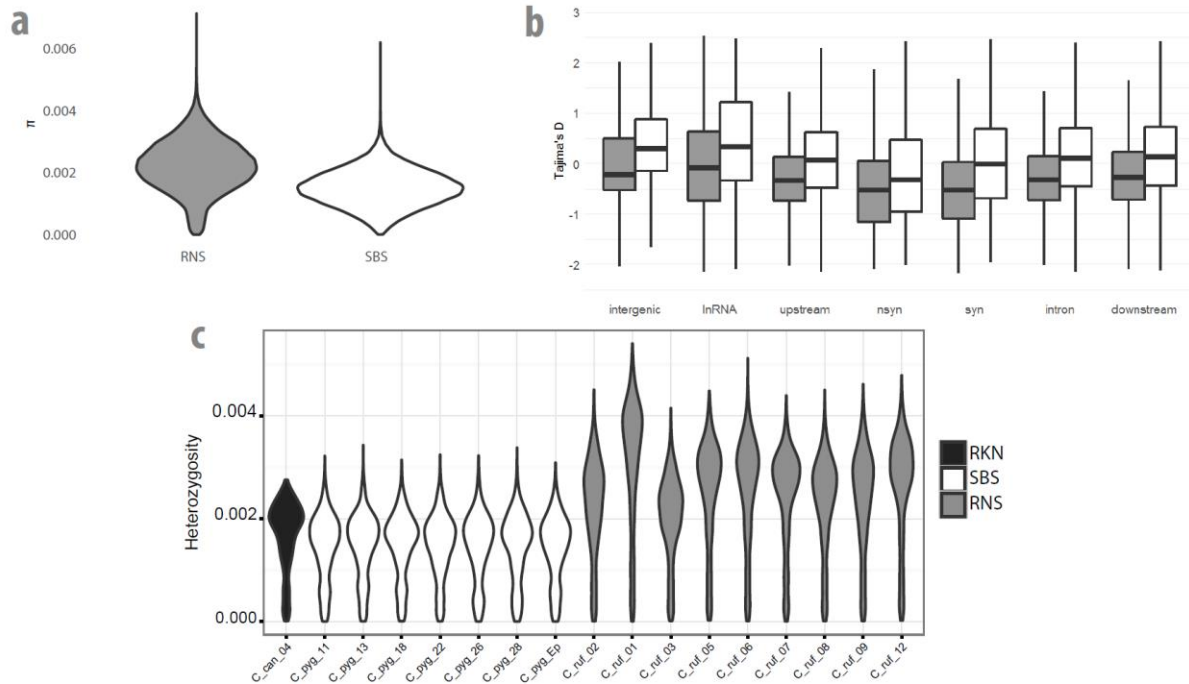 a
π
0.006
0.004
0.002
0.000
RNS
SBS
b
Tajima's D
3
2
1
0
-1
-2
intergenic
lnRNA
upstream
nsyn
syn
intron
downstream
c
Heterozygosity
0.004
0.002
0.000
C_can_04
C_pyg_11
C_pyg_13
C_pyg_18
C_pyg_22
C_pyg_26
C_pyg_28
C_pyg_Ep
C_ruf_02
C_ruf_01
C_ruf_03
C_ruf_05
C_ruf_06
C_ruf_07
C_ruf_08
C_ruf_09
C_ruf_12
RKN
SBS
RNS